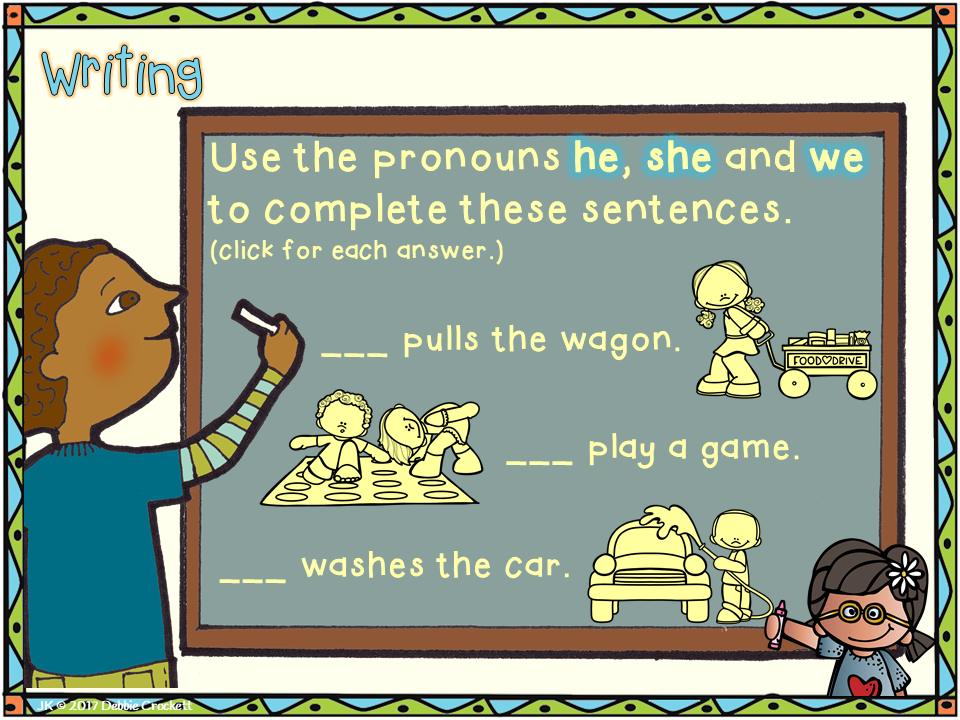 Writing
Use the pronouns he, she and we
to complete these sentences.
(click for each answer.)
___ pulls the wagon.
FOOD♡DRIVE
___ play a game.
___ washes the car.
JK © 2017 Debbie Crockett